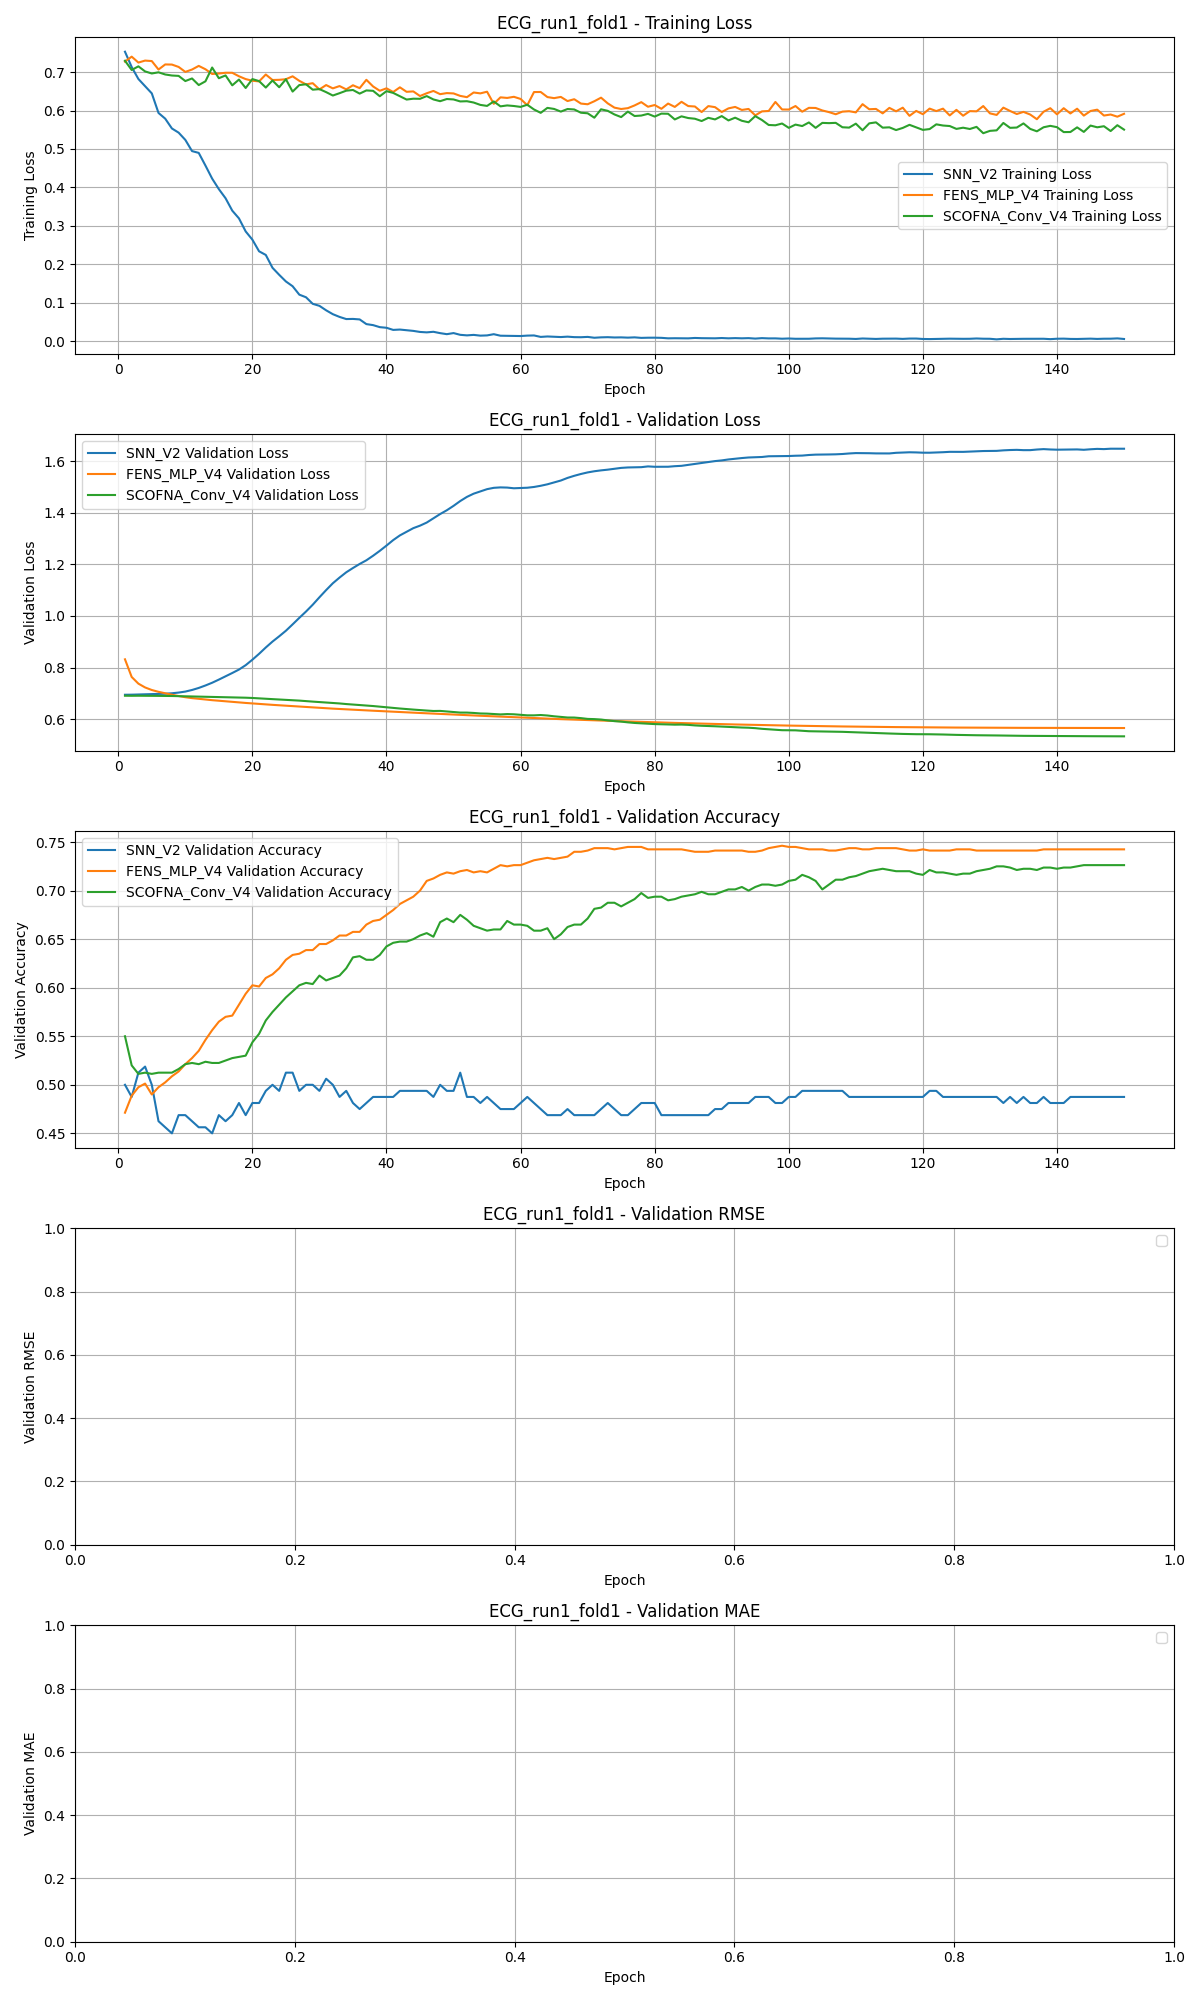 ECG_run1_fold1 - Training Loss
Training Loss
0.7
0.6
0.5
0.4
0.3
0.2
0.1
0.0
SNN_V2 Training Loss
FENS_MLP_V4 Training Loss
SCOFNA_Conv_V4 Training Loss
0 20 40 60 80 100 120 140
Epoch
ECG_run1_fold1 - Validation Loss
Validation Loss
1.6
1.4
1.2
1.0
0.8
0.6
SNN_V2 Validation Loss
FENS_MLP_V4 Validation Loss
SCOFNA_Conv_V4 Validation Loss
0 20 40 60 80 100 120 140
Epoch
ECG_run1_fold1 - Validation Accuracy
Validation Accuracy
0.75
0.70
0.65
0.60
0.55
0.50
0.45
SNN_V2 Validation Accuracy
FENS_MLP_V4 Validation Accuracy
SCOFNA_Conv_V4 Validation Accuracy
0 20 40 60 80 100 120 140
Epoch
ECG_run1_fold1 - Validation RMSE
Validation RMSE
1.0
0.8
0.6
0.4
0.2
0.0
0.0 0.2 0.4 0.6 0.8 1.0
Epoch
ECG_run1_fold1 - Validation MAE
Validation MAE
1.0
0.8
0.6
0.4
0.2
0.0
0.0 0.2 0.4 0.6 0.8 1.0
Epoch